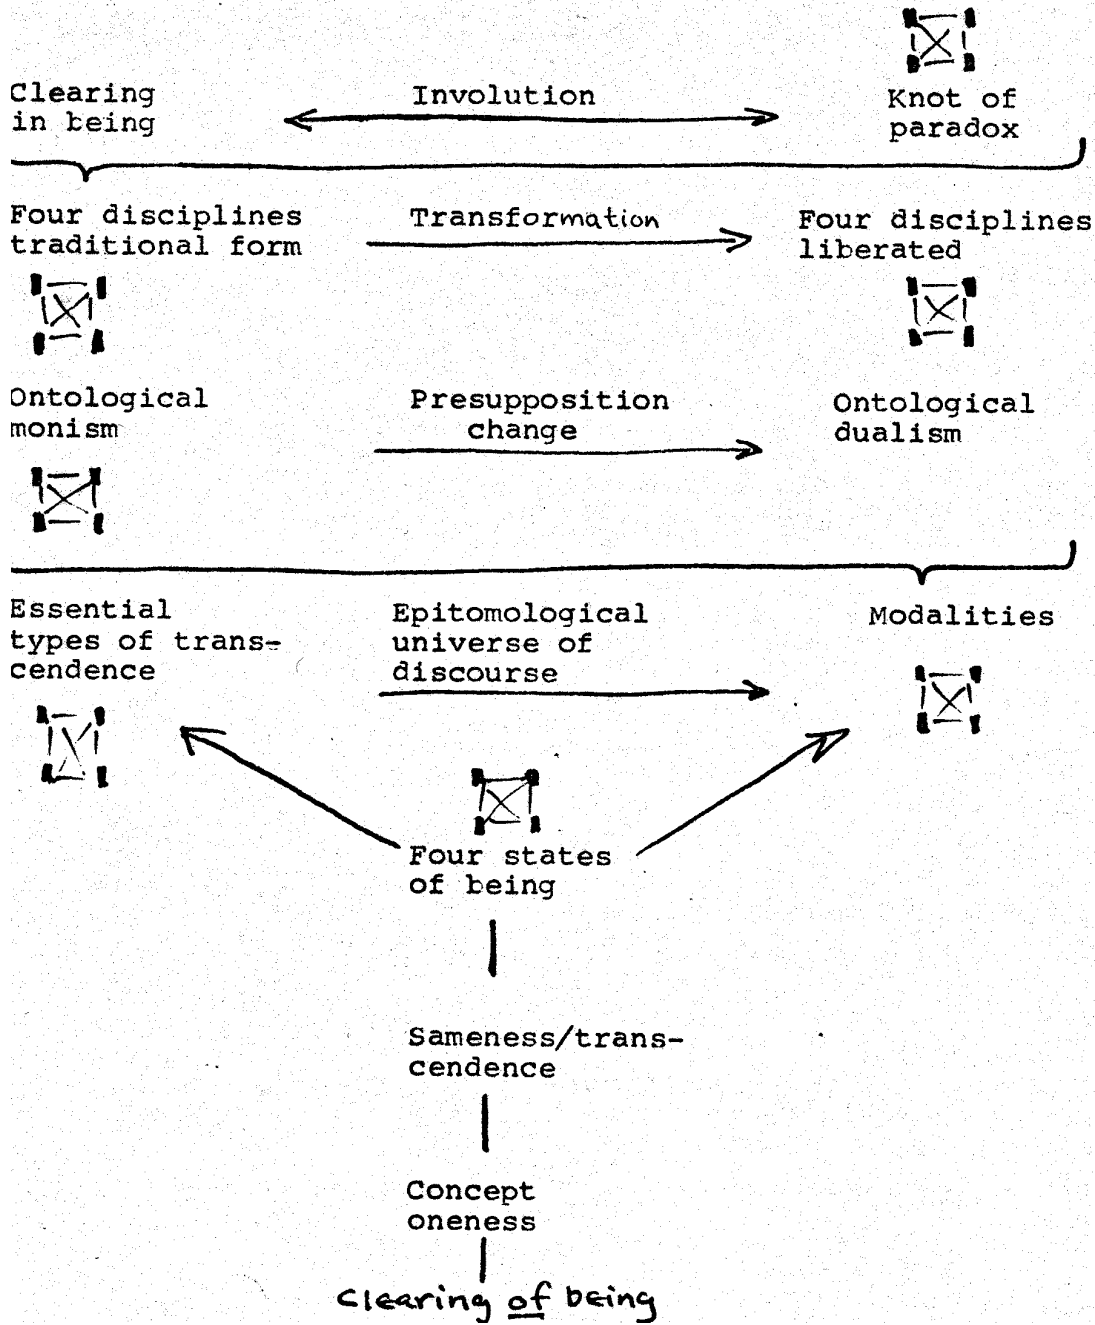 Clearing
in being
Involution
Knot of
paradox
Four disciplines
traditional form
Transformation
Four disciplines
liberated
Ontological
monism
Presupposition
change
Ontological
dualism
Essential
types of trans-
cendence
Epitomological
universe of
discourse
Modalities
Four states
of being
Sameness/trans-
cendence
Concept
oneness
clearing of being